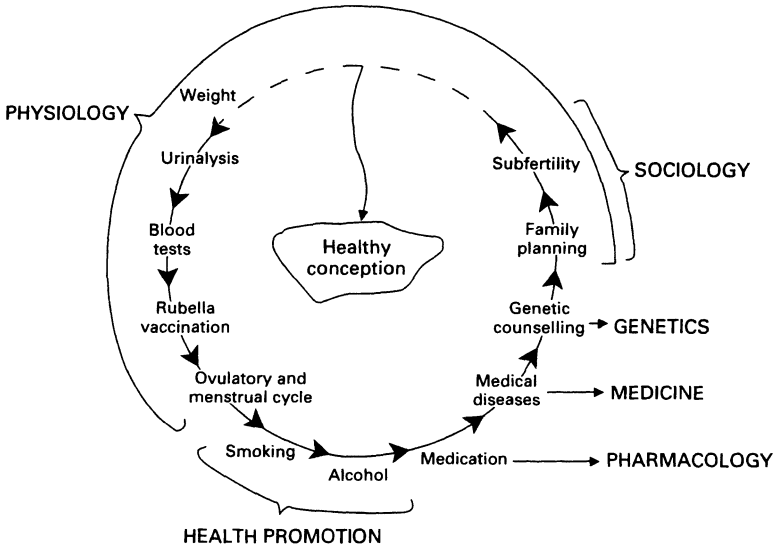 Weight
PHYSIOLOGY
Urinalysis
Subfertility
SOCIOLOGY
Blood
tests
Family
planning
Healthy
conception
Rubella
vaccination
Genetic
counselling
GENETICS
Ovulatory and
menstrual cycle
Medical
diseases
MEDICINE
Smoking
Alcohol
Medication
PHARMACOLOGY
HEALTH PROMOTION